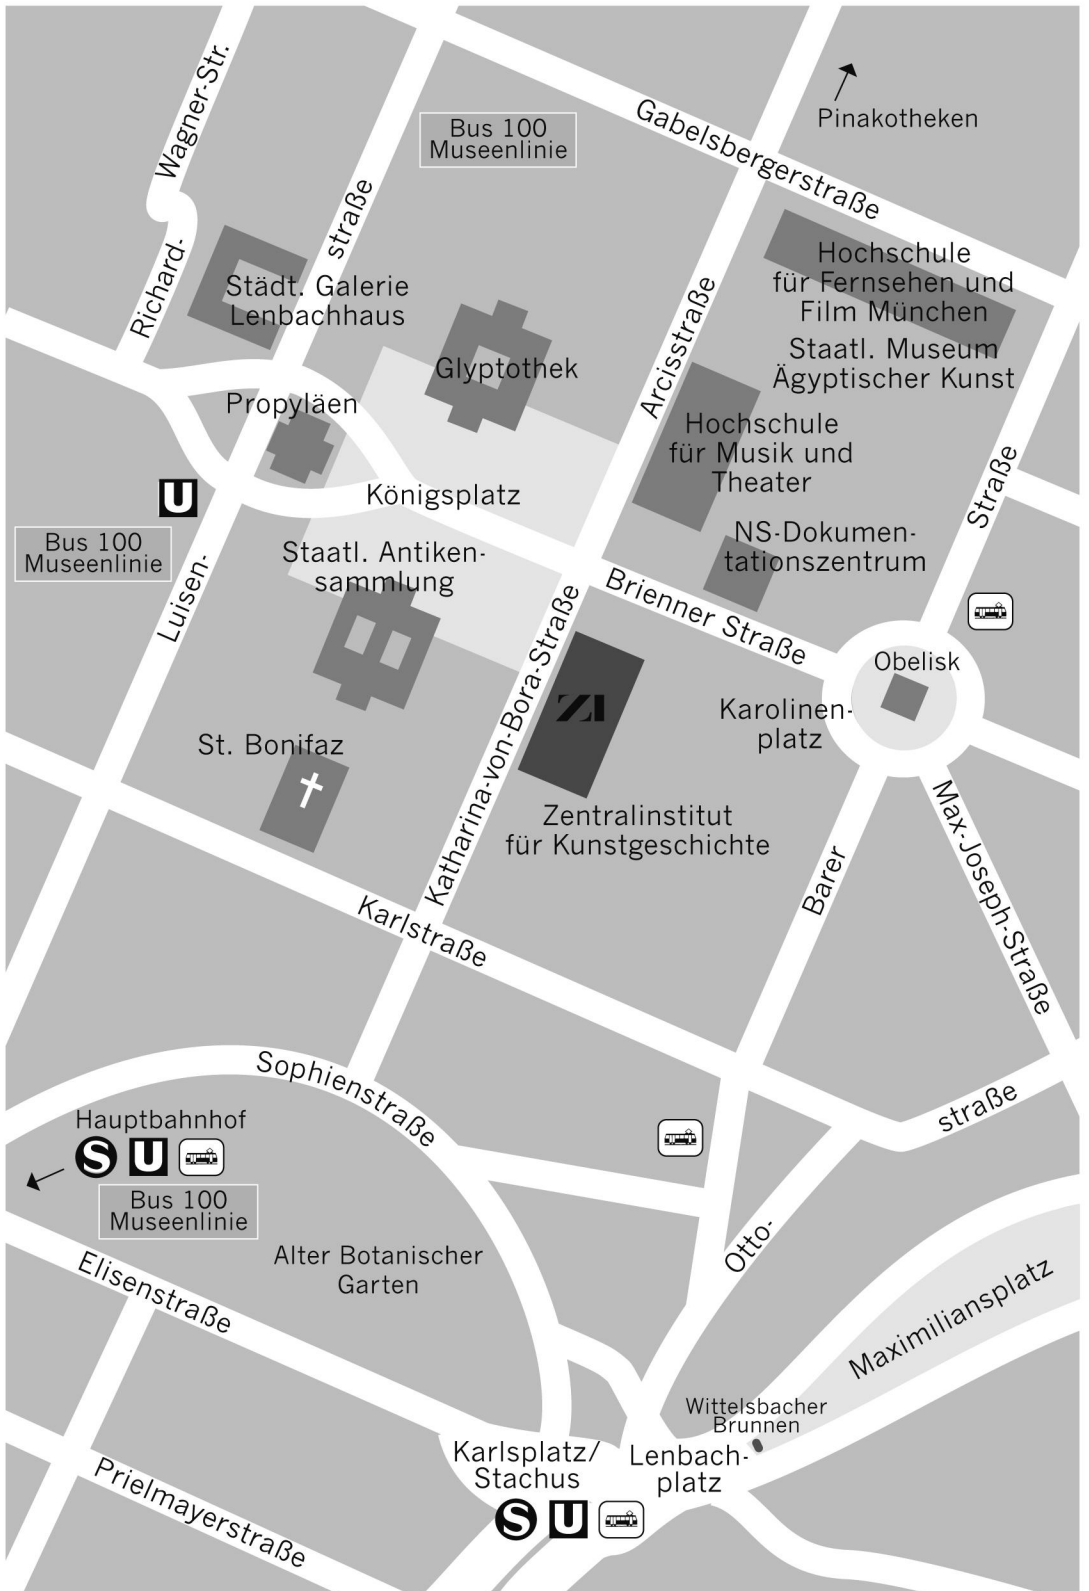 Wagner-Str.
Richard-
straße
Bus 100
Museenlinie
Gabelsbergerstraße
Pinakotheken
Städt. Galerie
Lenbachhaus
Glyptothek
Arcisstraße
Hochschule
für Fernsehen und
Film München
Staatl. Museum
Ägyptischer Kunst
Propyläen
Hochschule
für Musik und
Theater
Straße
U
Königsplatz
Bus 100
Museenlinie
Staatl. Antiken-
sammlung
NS-Dokumen-
tationszentrum
Luisen-
Brienner Straße
Katharina-von-Bora-Straße
Obelisk
ZI
Karolinen-
platz
St. Bonifaz
Zentralinstitut
für Kunstgeschichte
Barer
Max-Joseph-Straße
Karlstraße
Sophienstraße
straße
Hauptbahnhof
S U
Bus 100
Museenlinie
Otto-
Alter Botanischer
Garten
Elisenstraße
Maximiliansplatz
Wittelsbacher
Brunnen
Karlsplatz/
Stachus
S U
Lenbach-
platz
Prielmayerstraße